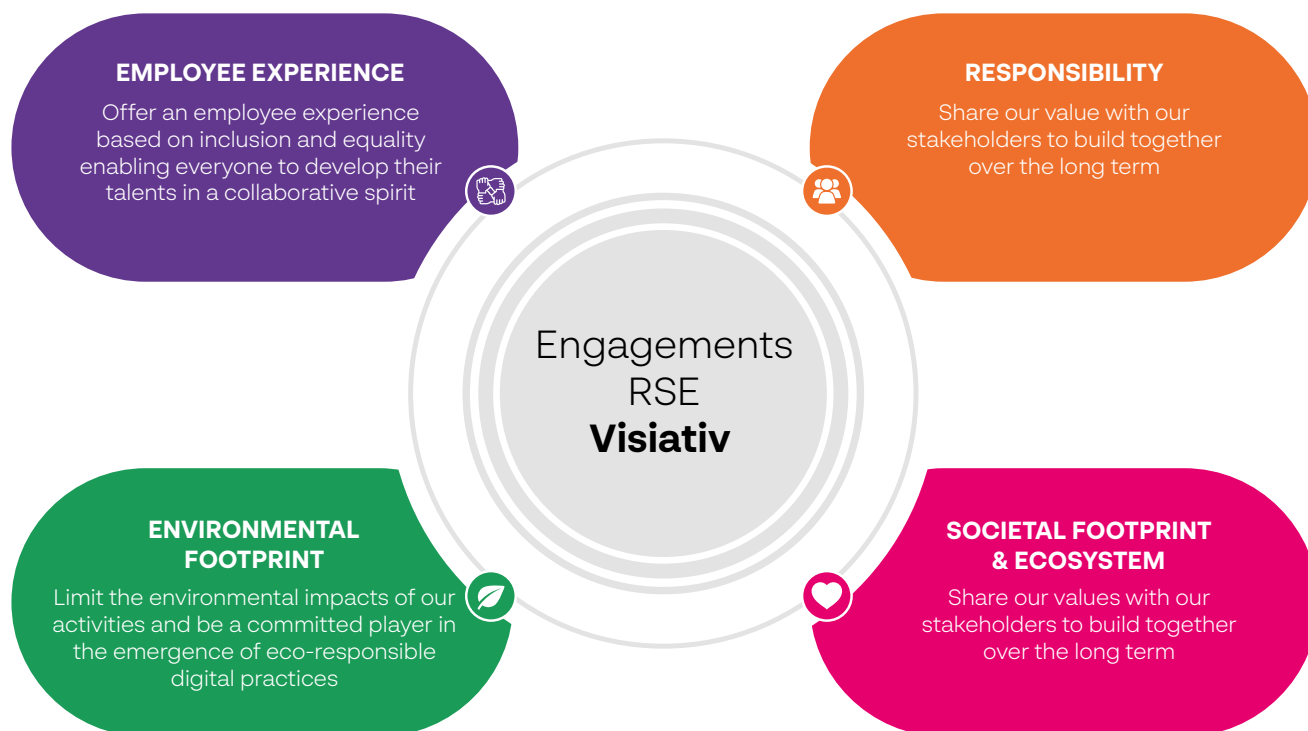 EMPLOYEE EXPERIENCE
Offer an employee experience
based on inclusion and equality
enabling everyone to develop their
talents in a collaborative spirit
RESPONSIBILITY
Share our value with our
stakeholders to build together
over the long term
Engagements
RSE
Visiativ
ENVIRONMENTAL
FOOTPRINT
Limit the environmental impacts of our
activities and be a committed player in
the emergence of eco-responsible
digital practices
SOCIETAL FOOTPRINT
& ECOSYSTEM
Share our values with our
stakeholders to build together
over the long term